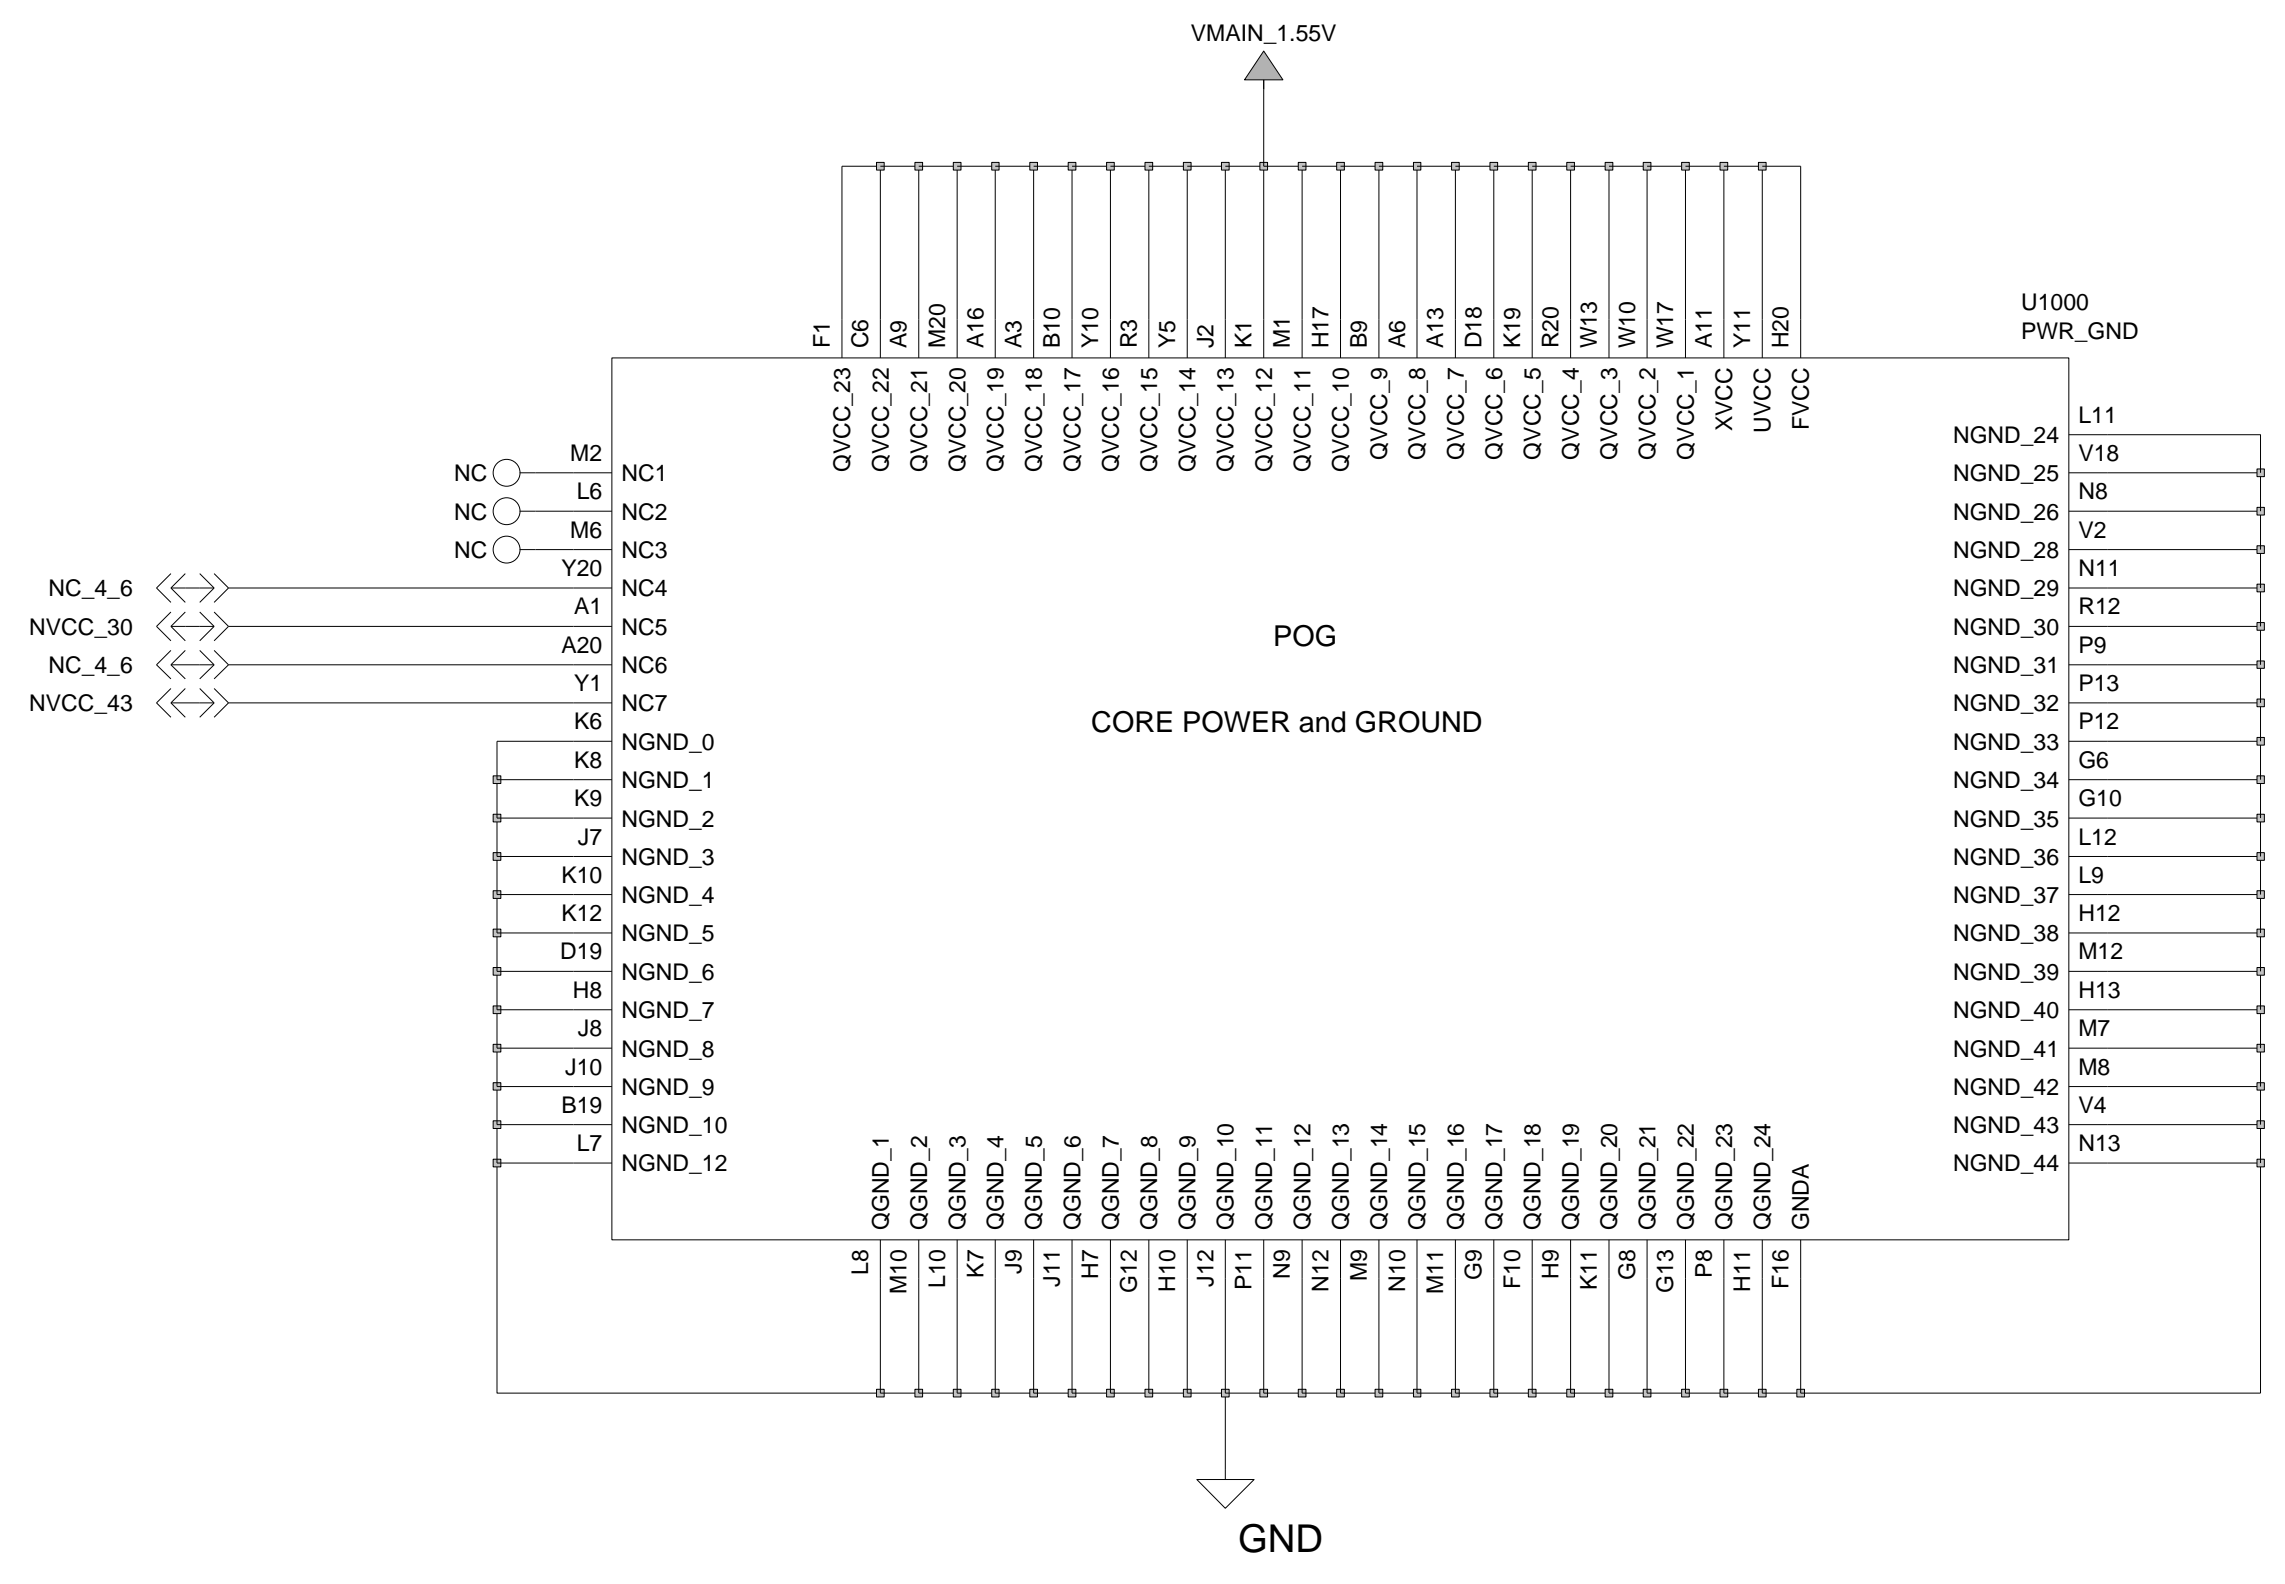 VMAIN_1.55V
U1000
PWR_GND
F1
C6
A9
M20
A16
A3
B10
Y10
R3
Y5
J2
K1
M1
H17
B9
A6
A13
D18
K19
R20
W13
W10
W17
A11
Y11
H20
QVCC_23
QVCC_22
QVCC_21
QVCC_20
QVCC_19
QVCC_18
QVCC_17
QVCC_16
QVCC_15
QVCC_14
QVCC_13
QVCC_12
QVCC_11
QVCC_10
QVCC_9
QVCC_8
QVCC_7
QVCC_6
QVCC_5
QVCC_4
QVCC_3
QVCC_2
QVCC_1
XVCC
UVCC
FVCC
M2
NC NC1
L6
NC NC2
M6
NC NC3
Y20
NC_4_6 NC4
A1
NVCC_30 NC5
A20
NC_4_6 NC6
Y1
NVCC_43 NC7
K6
NGND_0
K8
NGND_1
K9
NGND_2
J7
NGND_3
K10
NGND_4
K12
NGND_5
D19
NGND_6
H8
NGND_7
J8
NGND_8
J10
NGND_9
B19
NGND_10
L7
NGND_12
POG
CORE POWER and GROUND
L11
NGND_24
V18
NGND_25
N8
NGND_26
V2
NGND_28
N11
NGND_29
R12
NGND_30
P9
NGND_31
P13
NGND_32
P12
NGND_33
G6
NGND_34
G10
NGND_35
L12
NGND_36
L9
NGND_37
H12
NGND_38
M12
NGND_39
H13
NGND_40
M7
NGND_41
M8
NGND_42
V4
NGND_43
N13
NGND_44
QGND_1
QGND_2
QGND_3
QGND_4
QGND_5
QGND_6
QGND_7
QGND_8
QGND_9
QGND_10
QGND_11
QGND_12
QGND_13
QGND_14
QGND_15
QGND_16
QGND_17
QGND_18
QGND_19
QGND_20
QGND_21
QGND_22
QGND_23
QGND_24
GNDA
L8
M10
L10
K7
J9
J11
H7
G12
H10
J12
P11
N9
N12
M9
N10
M11
G9
F10
H9
K11
G8
G13
P8
H11
F16
GND